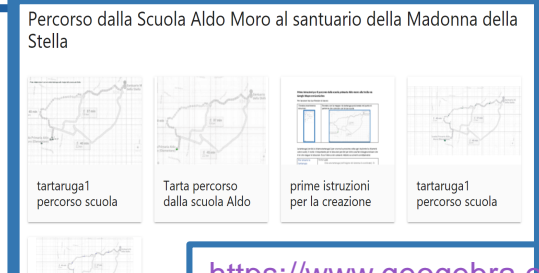 Percorso dalla Scuola Aldo Moro al santuario della Madonna della
Stella
tartaruga1
percorso scuola
Tarta percorso
dalla scuola Aldo
prime istruzioni
per la creazione
tartaruga1
percorso scuola